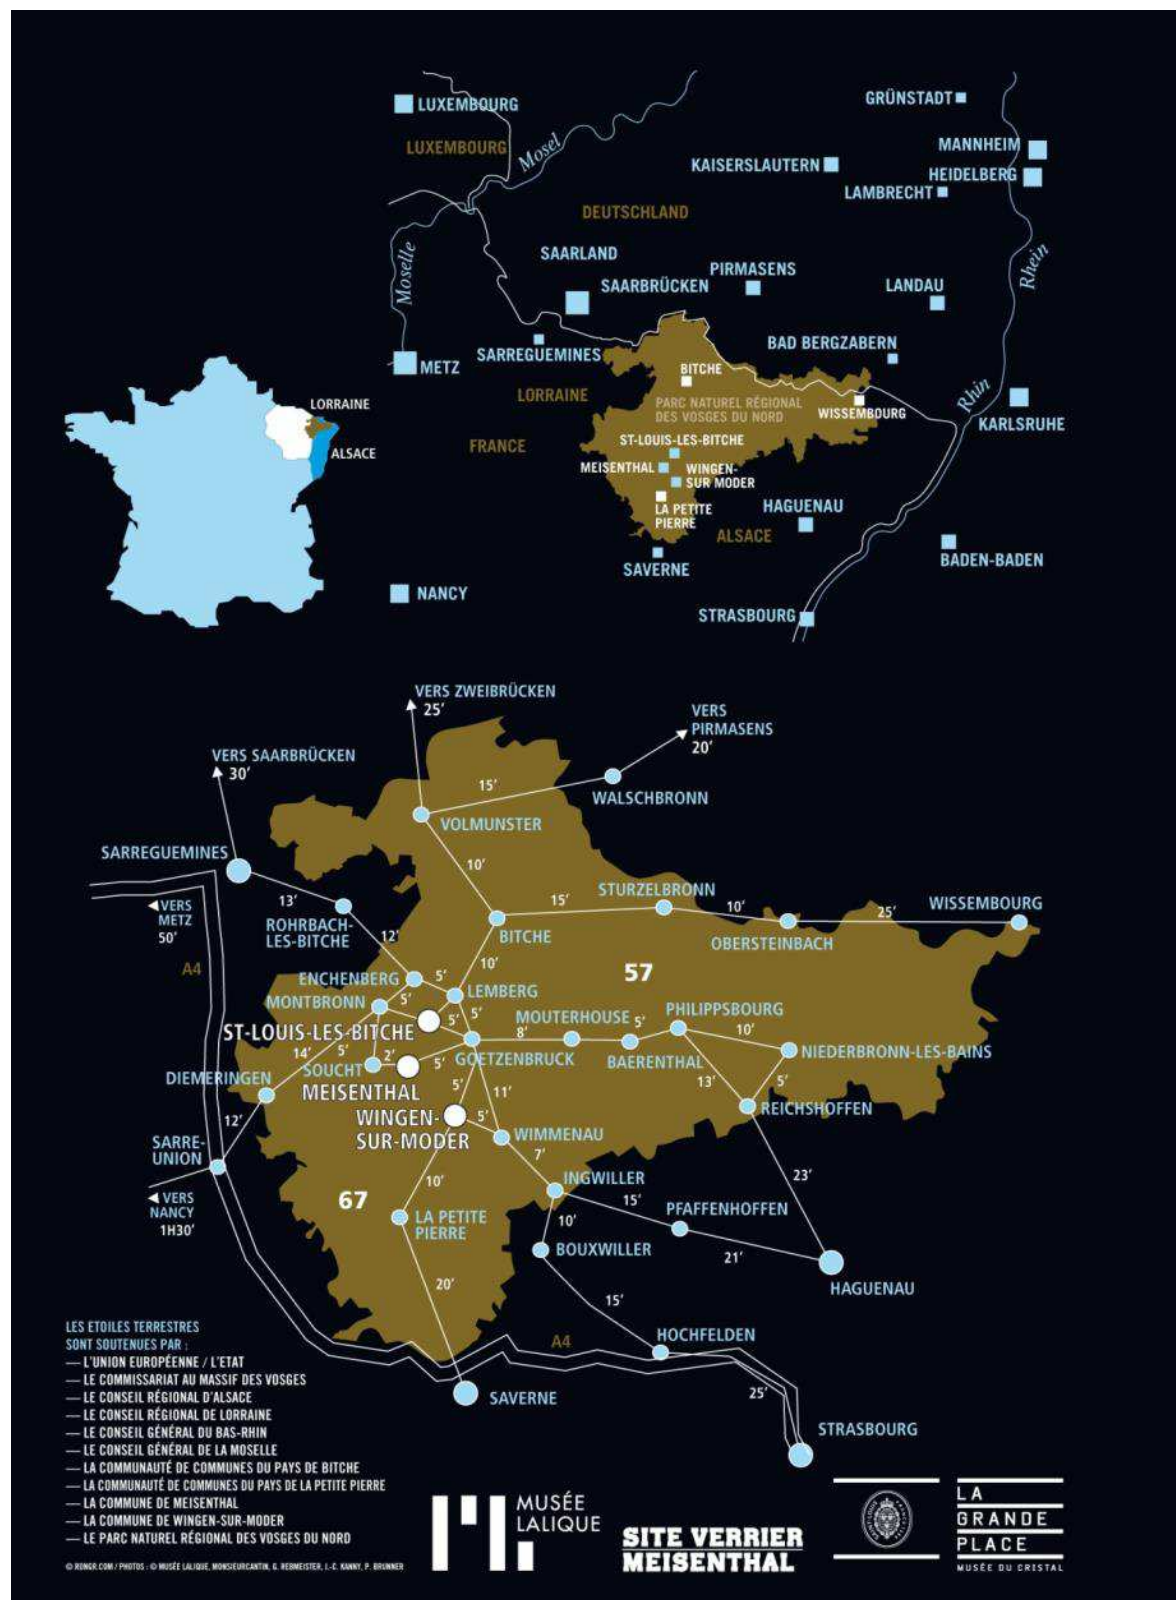 LUXEMBOURG
LUXEMBOURG
Mosel
GRÜNSTADT
MANNHEIM
KAISERSLAUTERN
HEIDELBERG
LAMBRECHT
DEUTSCHLAND
Moselle
SAARLAND
PIRMASENS
SAARBRÜCKEN
LANDAU
Rhein
SARREGUEMINES
BAD BERGZABERN
METZ
BITCHE
LORRAINE
PARC NATUREL RÉGIONAL
DES VOSGES DU NORD
WISSEMBOURG
Rhin
KARLSRUHE
LORRAINE
ALSACE
FRANCE
ST-LOUIS-LES-BITCHE
MEISENTHAL
WINGEN-
SUR MODER
LA PETITE
PIERRE
HAGUENAU
ALSACE
SAVERNE
BADEN-BADEN
NANCY
STRASBOURG
VERS ZWEIBRÜCKEN
25’
VERS
PIRMASENS
20’
VERS SAARBRÜCKEN
30’
15’
WALSCHBRONN
VOLMUNSTER
SARREGUEMINES
10’
13’
VERS
METZ
50’
ROHRBACH-
LES-BITCHE
12’
STURZELBRONN
15’
10’
25’
WISSEMBOURG
BITCHE
OBERSTEINBACH
A4
ENCHENBERG
5’
10’
57
LEMBERG
MONTBRONN
5’
5’
ST-LOUIS-LES-BITCHE
5’
MOUTERHOUSE
PHILIPPSBOURG
8’
5’
10’
GOETZENBRUCK
BAERENTHAL
NIEDERBRONN-LES-BAINS
14’
5’
2’
SOUCHT
5’
DIEMERINGEN
MEISENTHAL
5’
11’
13’
5’
REICHSHOFFEN
12’
WINGEN-
SUR-MODER
5’
WIMMENAU
SARRE-
UNION
7’
INGWILLER
23’
VERS
NANCY
1H30’
67
10’
LA PETITE
PIERRE
15’
PFAFFENHOFFEN
10’
BOUXWILLER
21’
HAGUENAU
20’
15’
A4
HOCHFELDEN
25’
SAVERNE
STRASBOURG
LES ETOILES TERRESTRES
SONT SOUTENUES PAR :
— L'UNION EUROPÉENNE / L'ETAT
— LE COMMISSARIAT AU MASSIF DES VOSGES
— LE CONSEIL RÉGIONAL D'ALSACE
— LE CONSEIL RÉGIONAL DE LORRAINE
— LE CONSEIL GÉNÉRAL DU BAS-RHIN
— LE CONSEIL GÉNÉRAL DE LA MOSELLE
— LA COMMUNAUTÉ DE COMMUNES DU PAYS DE BITCHE
— LA COMMUNAUTÉ DE COMMUNES DU PAYS DE LA PETITE PIERRE
— LA COMMUNE DE MEISENTHAL
— LA COMMUNE DE WINGEN-SUR-MODER
— LE PARC NATUREL RÉGIONAL DES VOSGES DU NORD
© RDNGR.COM / PHOTOS : © MUSÉE LALIQUE, MONSIEURCANTIN, G. REBMEISTER, J.-C. KANNY, P. BRUNNER
MUSÉE
LALIQUE
SITE VERRIER
MEISENTHAL
LA
GRANDE
PLACE
MUSÉE DU CRISTAL